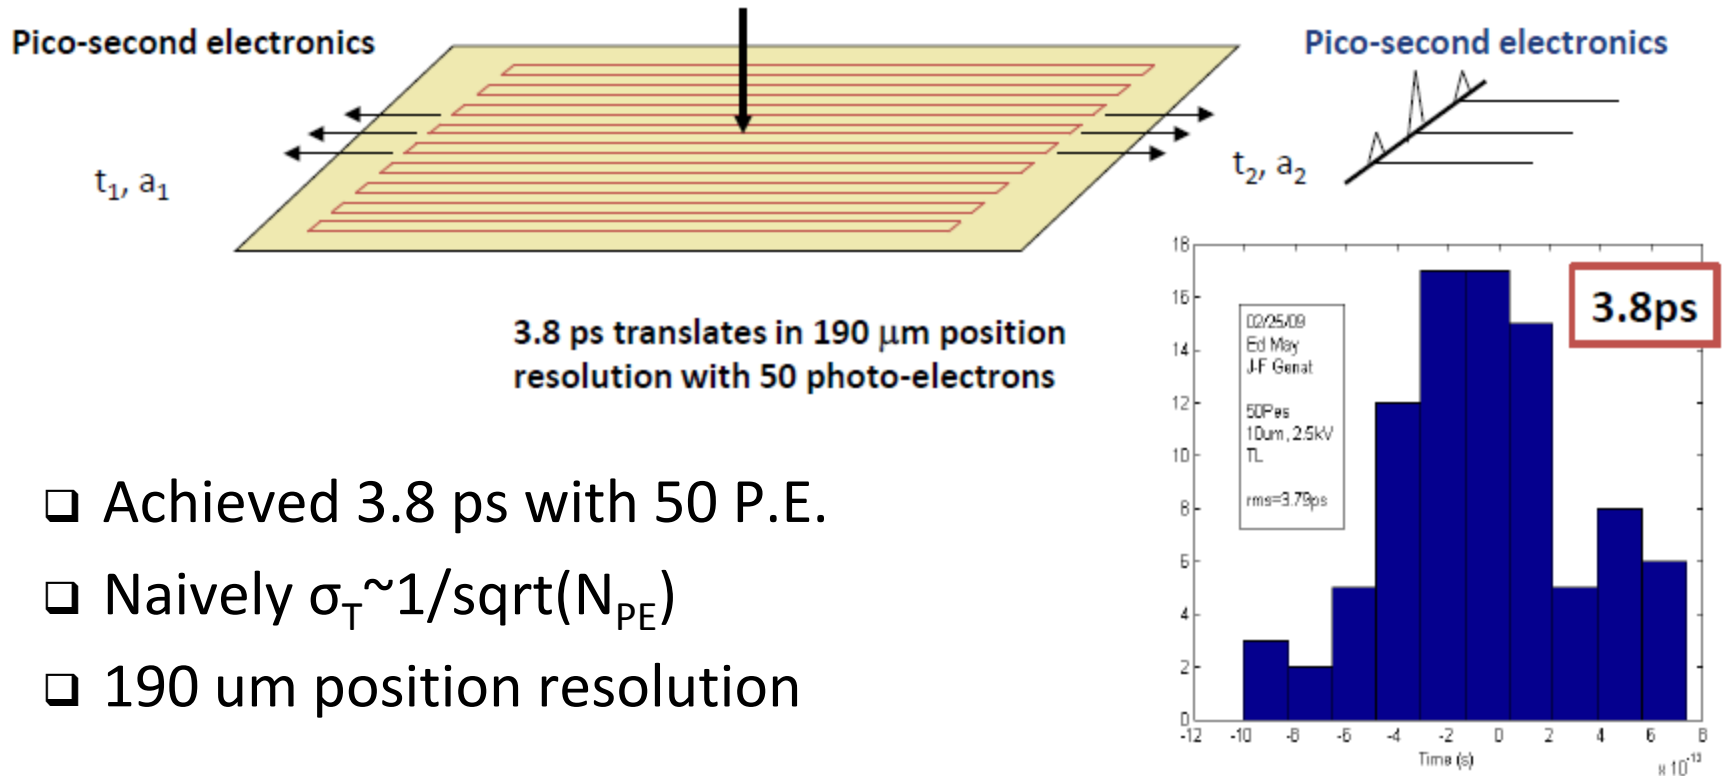 Pico-second electronics
Pico-second electronics
t1, a1
t2, a2
3.8 ps translates in 190 μm position
resolution with 50 photo-electrons
❑ Achieved 3.8 ps with 50 P.E.
❑ Naively σT~1/sqrt(NPE)
❑ 190 um position resolution
3.8ps
02/25/09
Ed May
J-F Genat
50Pes
10um, 2.5kV
TL
rms=3.79ps
18
16
14
12
10
8
6
4
2
0
-12 -10 -8 -6 -4 -2 0 2 4 6 8
Time (s)